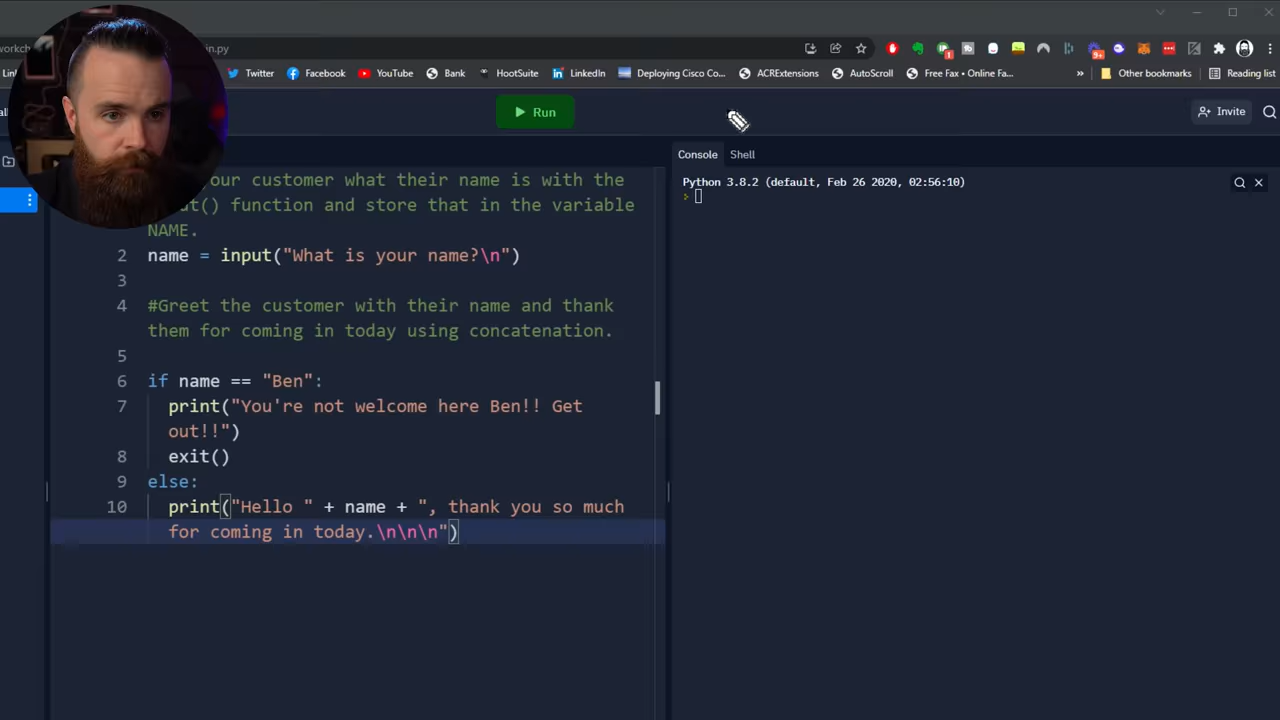 workch
in.py
9+
Lin
Twitter
Facebook
YouTube
Bank
HootSuite
LinkedIn
Deploying Cisco Co...
ACRExtensions
AutoScroll
Free Fax • Online Fa...
»
Other bookmarks
Reading list
Run
Invite
Console
Shell
Python 3.8.2 (default, Feb 26 2020, 02:56:10)
our customer what their name is with the
ut() function and store that in the variable
NAME.
2 name = input("What is your name?\n")
3
4 #Greet the customer with their name and thank
them for coming in today using concatenation.
5
6 if name == "Ben":
7 print("You're not welcome here Ben!! Get
out!!")
8 exit()
9 else:
10 print("Hello " + name + ", thank you so much
for coming in today.\n\n\n")